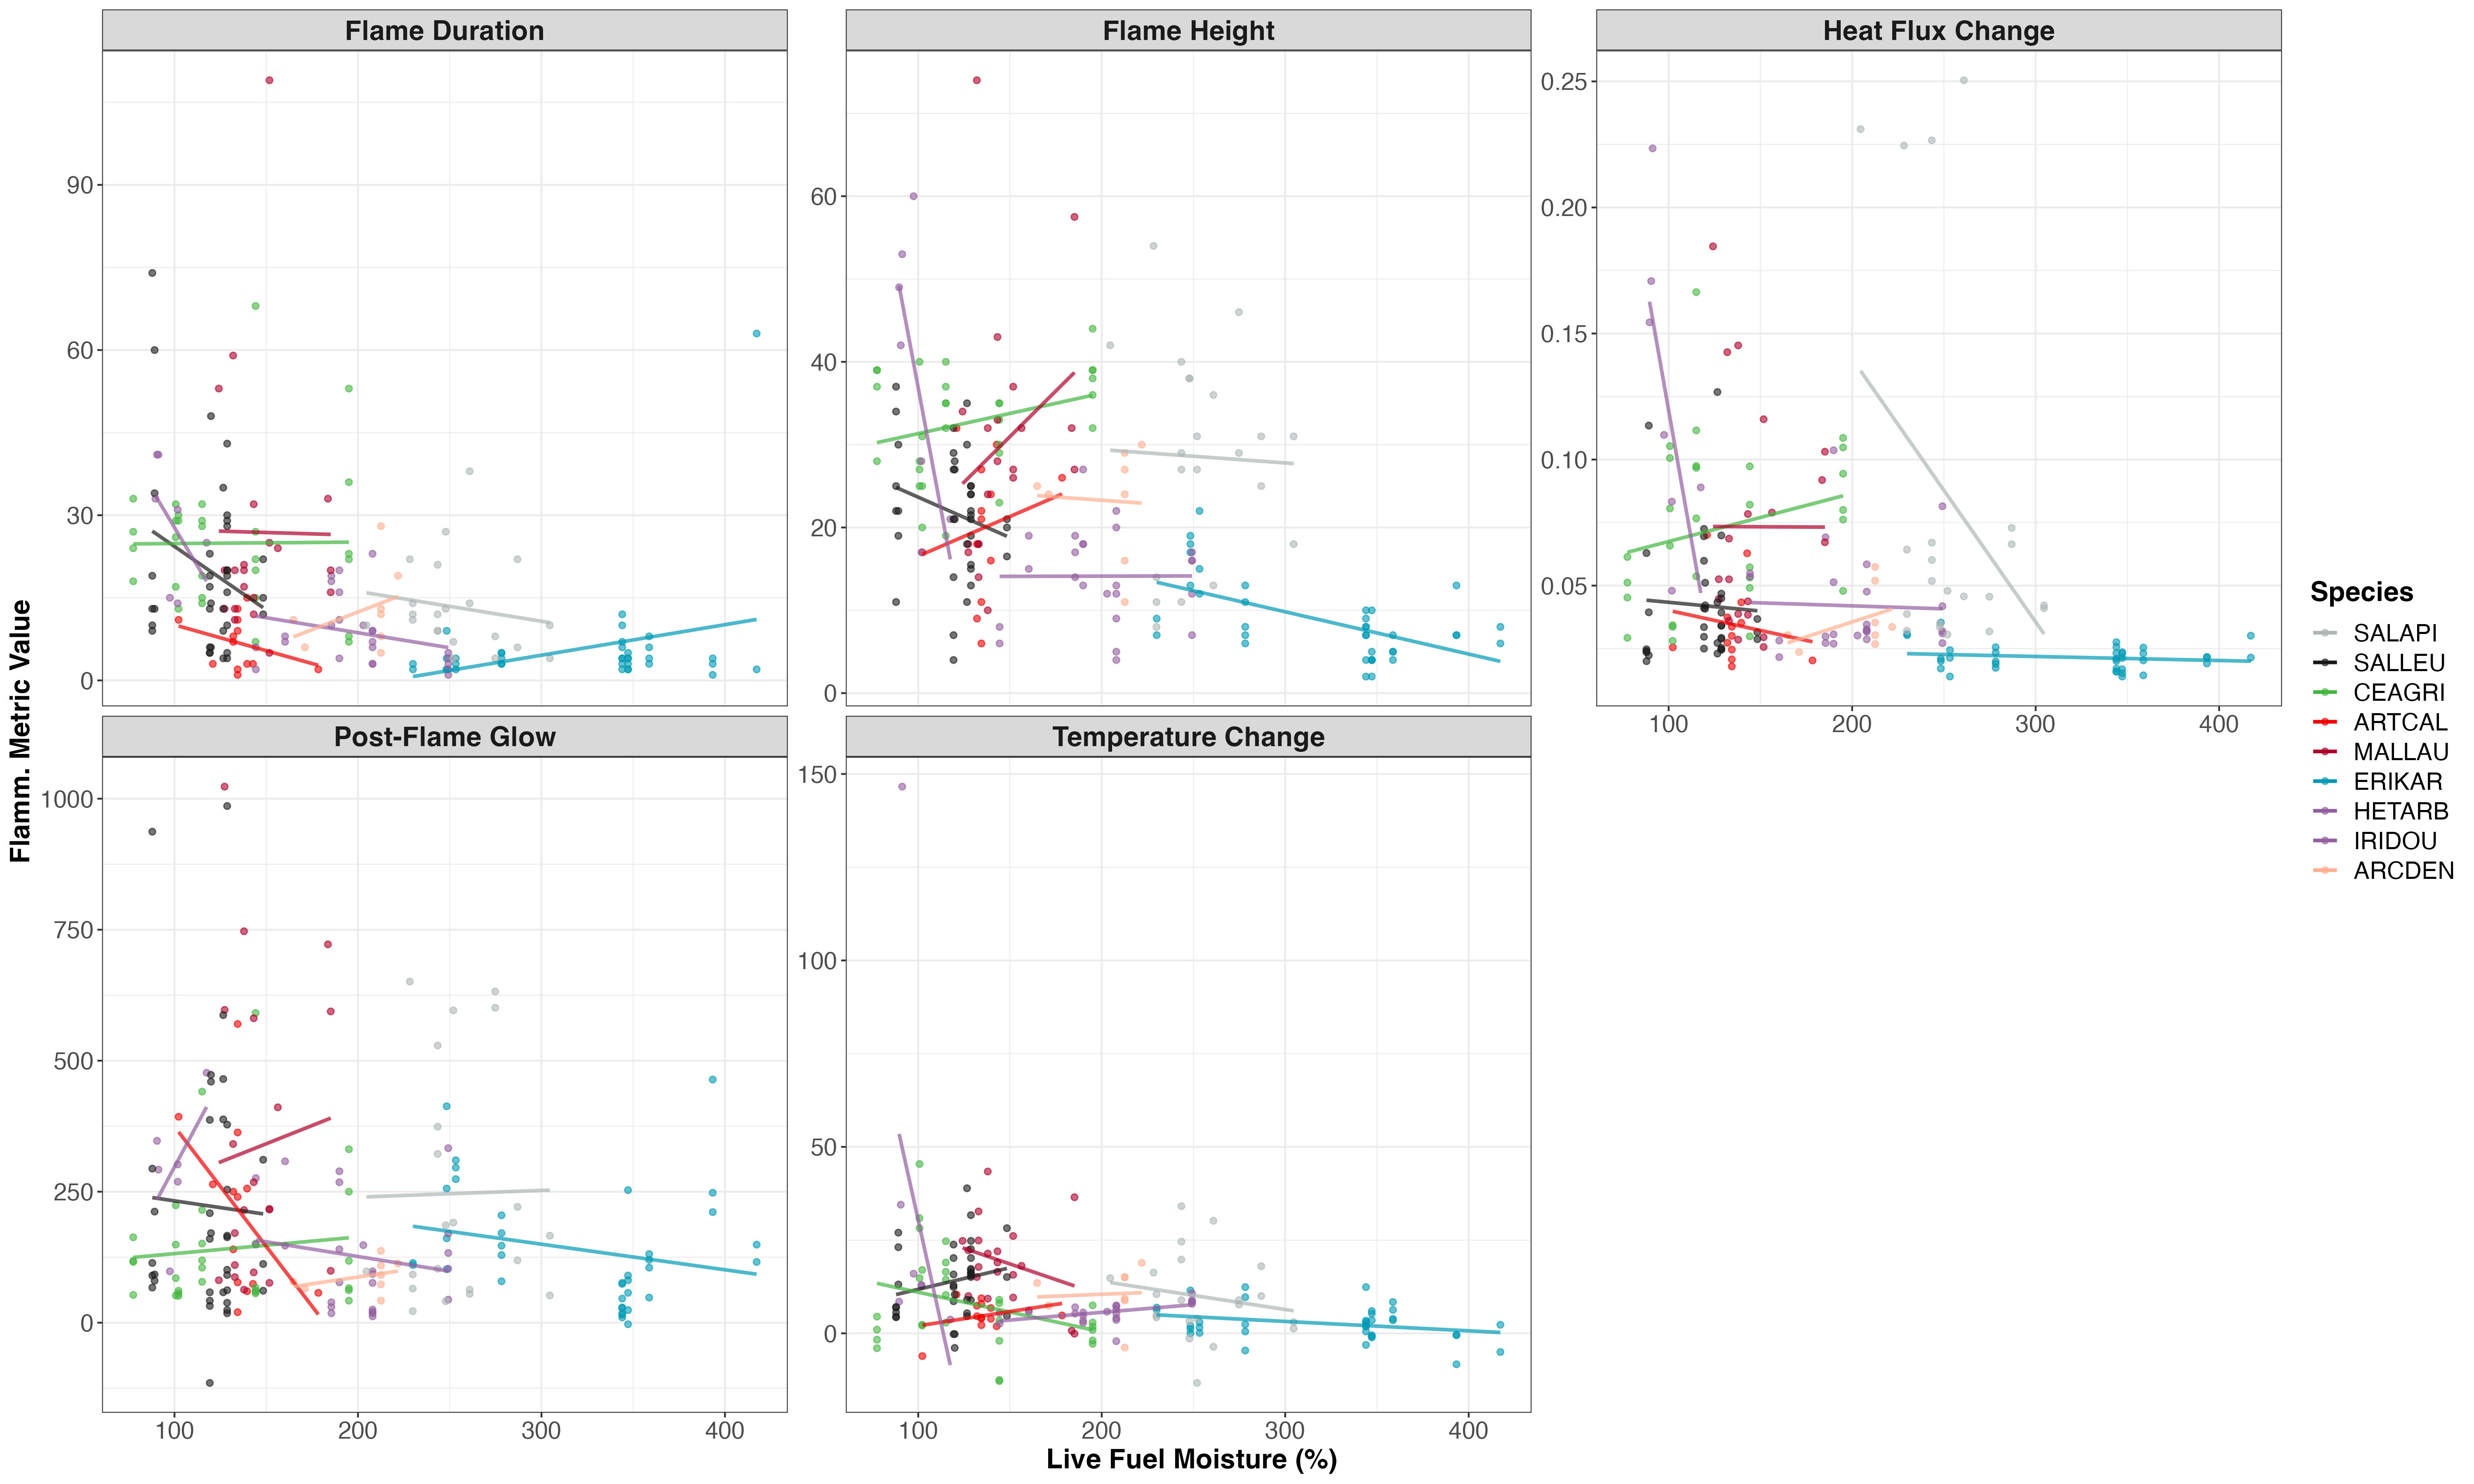 Flame Duration
Flame Height
Heat Flux Change
0
30
60
90
0
20
40
60
0.05
0.10
0.15
0.20
0.25
100
200
300
400
Post-Flame Glow
Temperature Change
0
250
500
750
1000
0
50
100
150
100
200
300
400
100
200
300
400
Live Fuel Moisture (%)
Flamm. Metric Value
Species
SALAPI
SALLEU
CEAGRI
ARTCAL
MALLAU
ERIKAR
HETARB
IRIDOU
ARCDEN